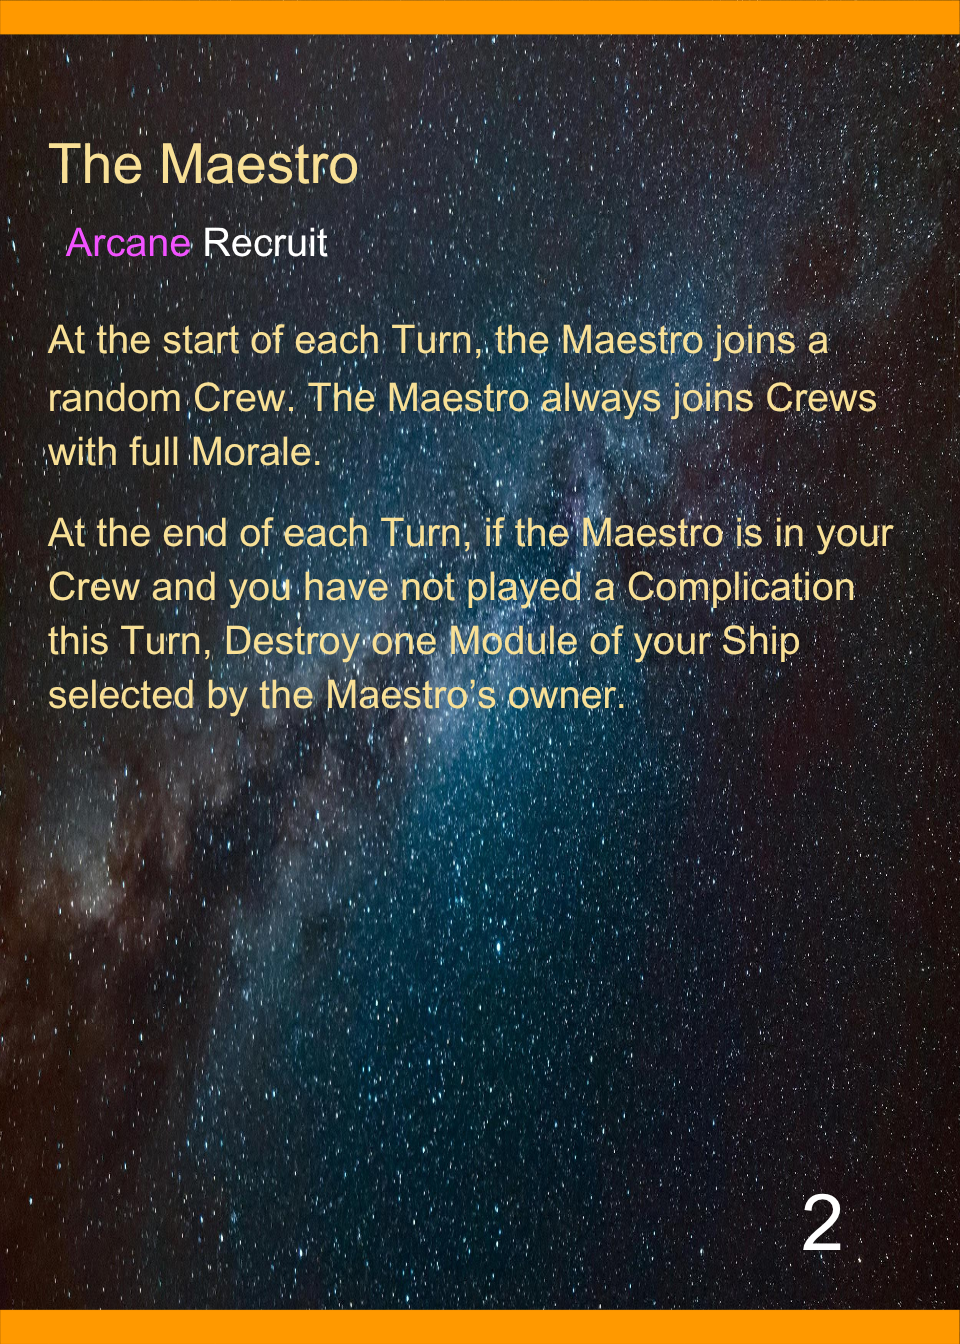 The Maestro
Arcane Recruit
At the start of each Turn, the Maestro joins a
random Crew. The Maestro always joins Crews
with full Morale.
At the end of each Turn, if the Maestro is in your
Crew and you have not played a Complication
this Turn, Destroy one Module of your Ship
selected by the Maestro’s owner.
2